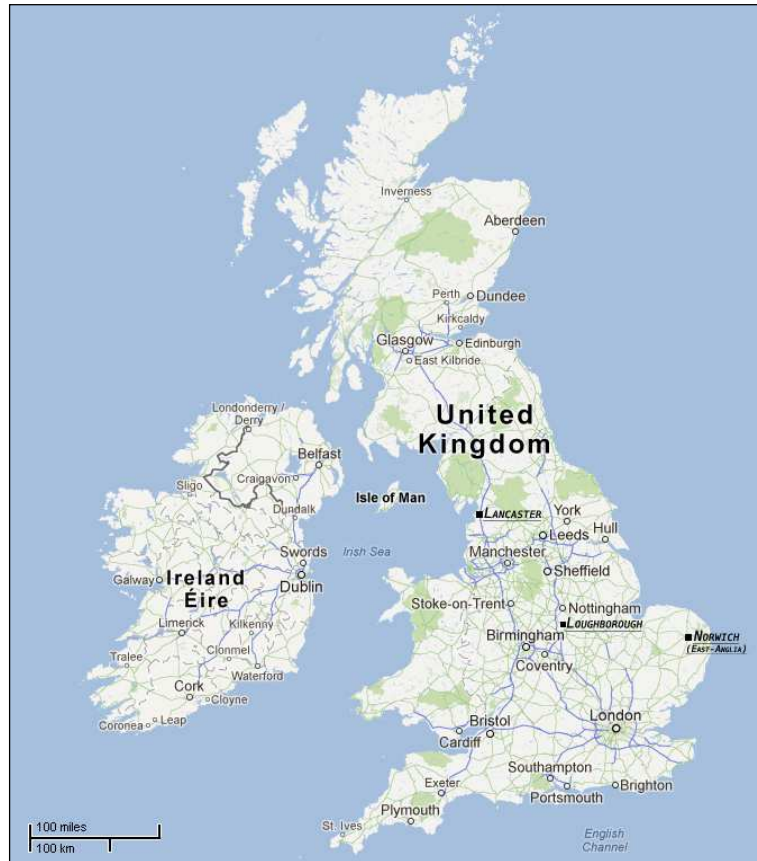 Inverness
Aberdeen
Perth
Dundee
Kirkcaldy
Glasgow
Edinburgh
East Kilbride
United
Kingdom
Londonderry /
Derry
Belfast
Craigavon
Sligo
Isle of Man
Dundalk
LANCASTER
York
Hull
Leeds
Irish Sea
Swords
Manchester
Galway
Ireland
Éire
Dublin
Sheffield
Stoke-on-Trent
Nottingham
Limerick
Kilkenny
LOUGHBOROUGH
NORWICH
(EAST-ANGLIA)
Birmingham
Clonmel
Tralee
Coventry
Waterford
Cork
Cloyne
Coronea
Leap
Bristol
London
Cardiff
Southampton
Exeter
Brighton
Portsmouth
Plymouth
St. Ives
100 miles
100 km
English
Channel